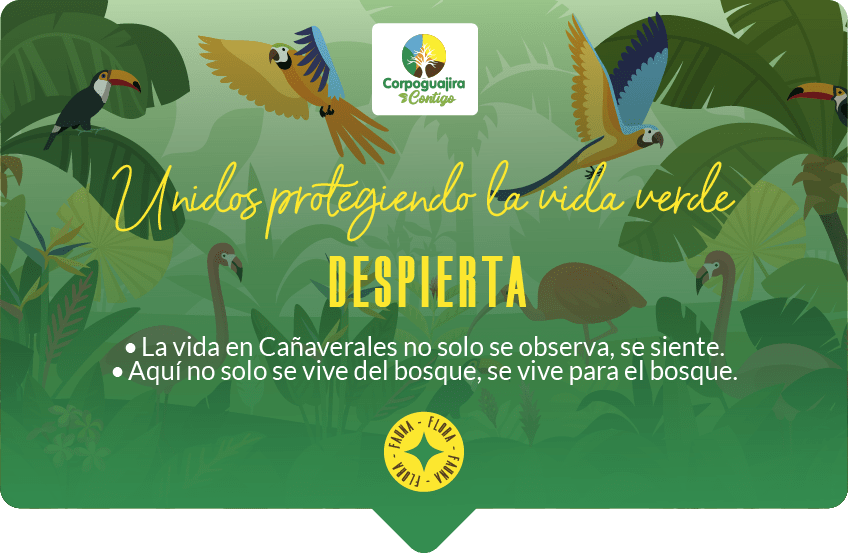 Corpoguajira
Contigo
Unidos protegiendo la vida verde
DESPIERTA
• La vida en Cañaverales no solo se observa, se siente.
• Aquí no solo se vive del bosque, se vive para el bosque.
FAUNA - FLORA - FAUNA - FLORA -